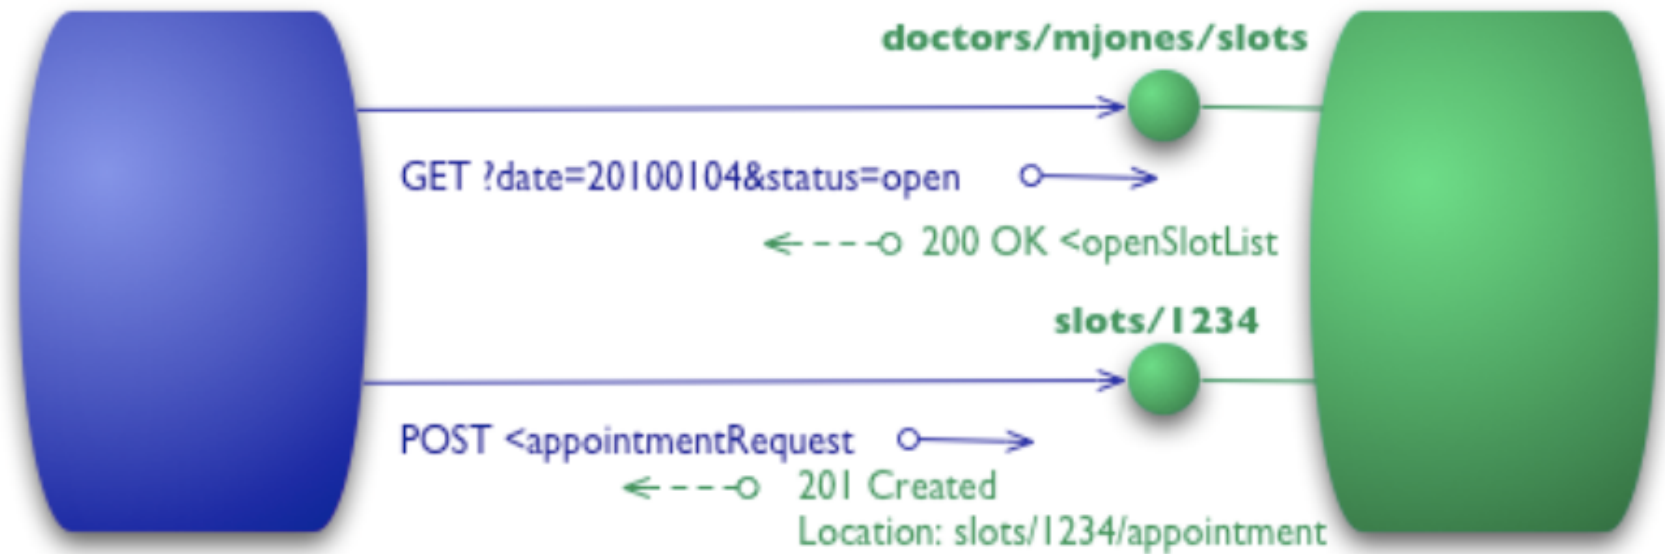 doctors/mjones/slots
GET ?date=20100104&status=open
200 OK <openSlotList
slots/1234
POST <appointmentRequest
201 Created
Location: slots/1234/appointment